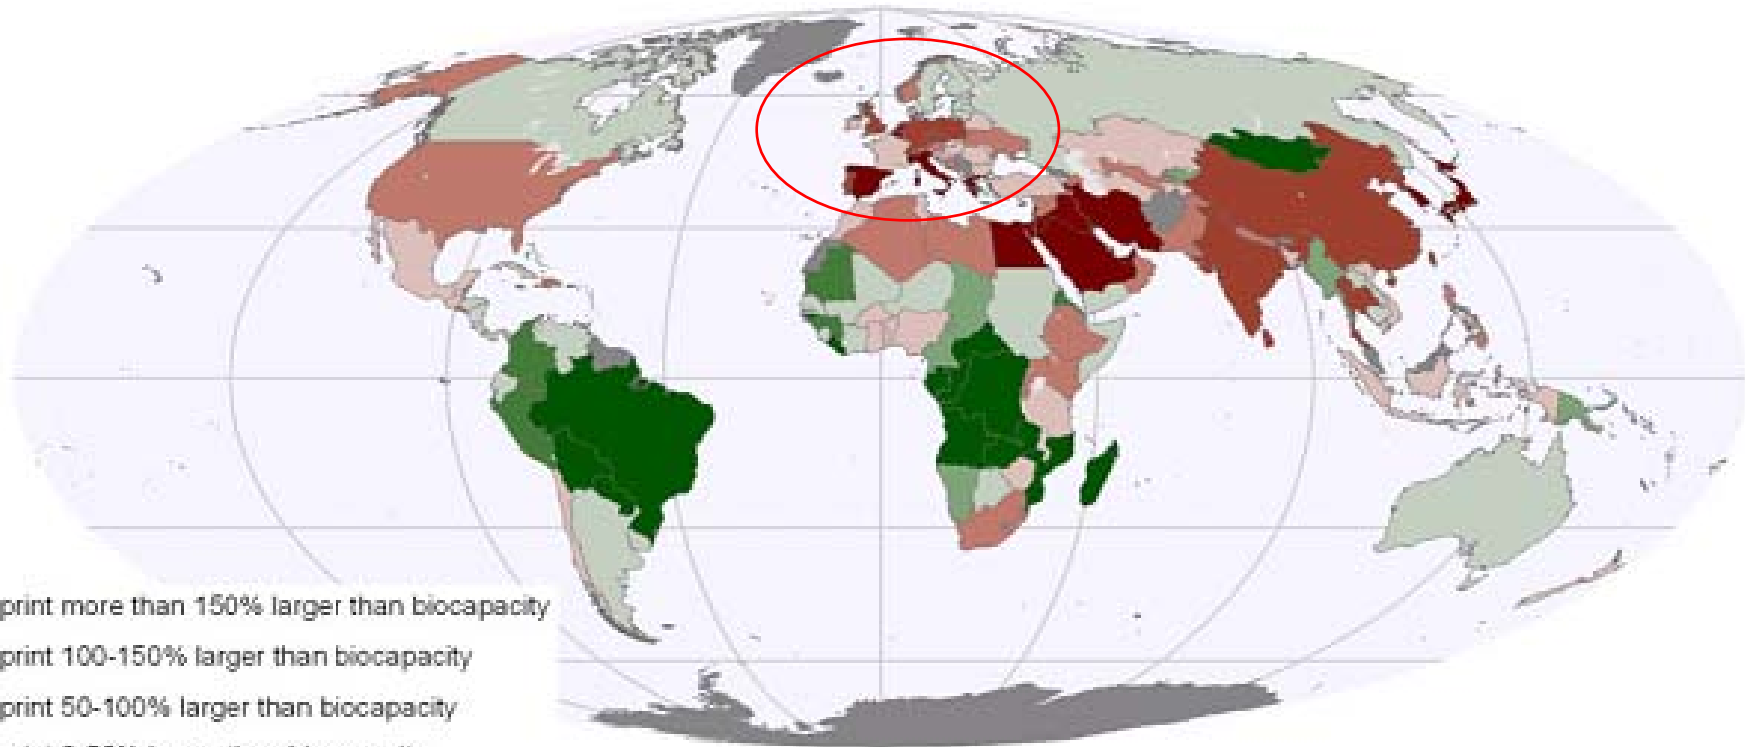 print more than 150% larger than biocapacity
print 100-150% larger than biocapacity
print 50-100% larger than biocapacity